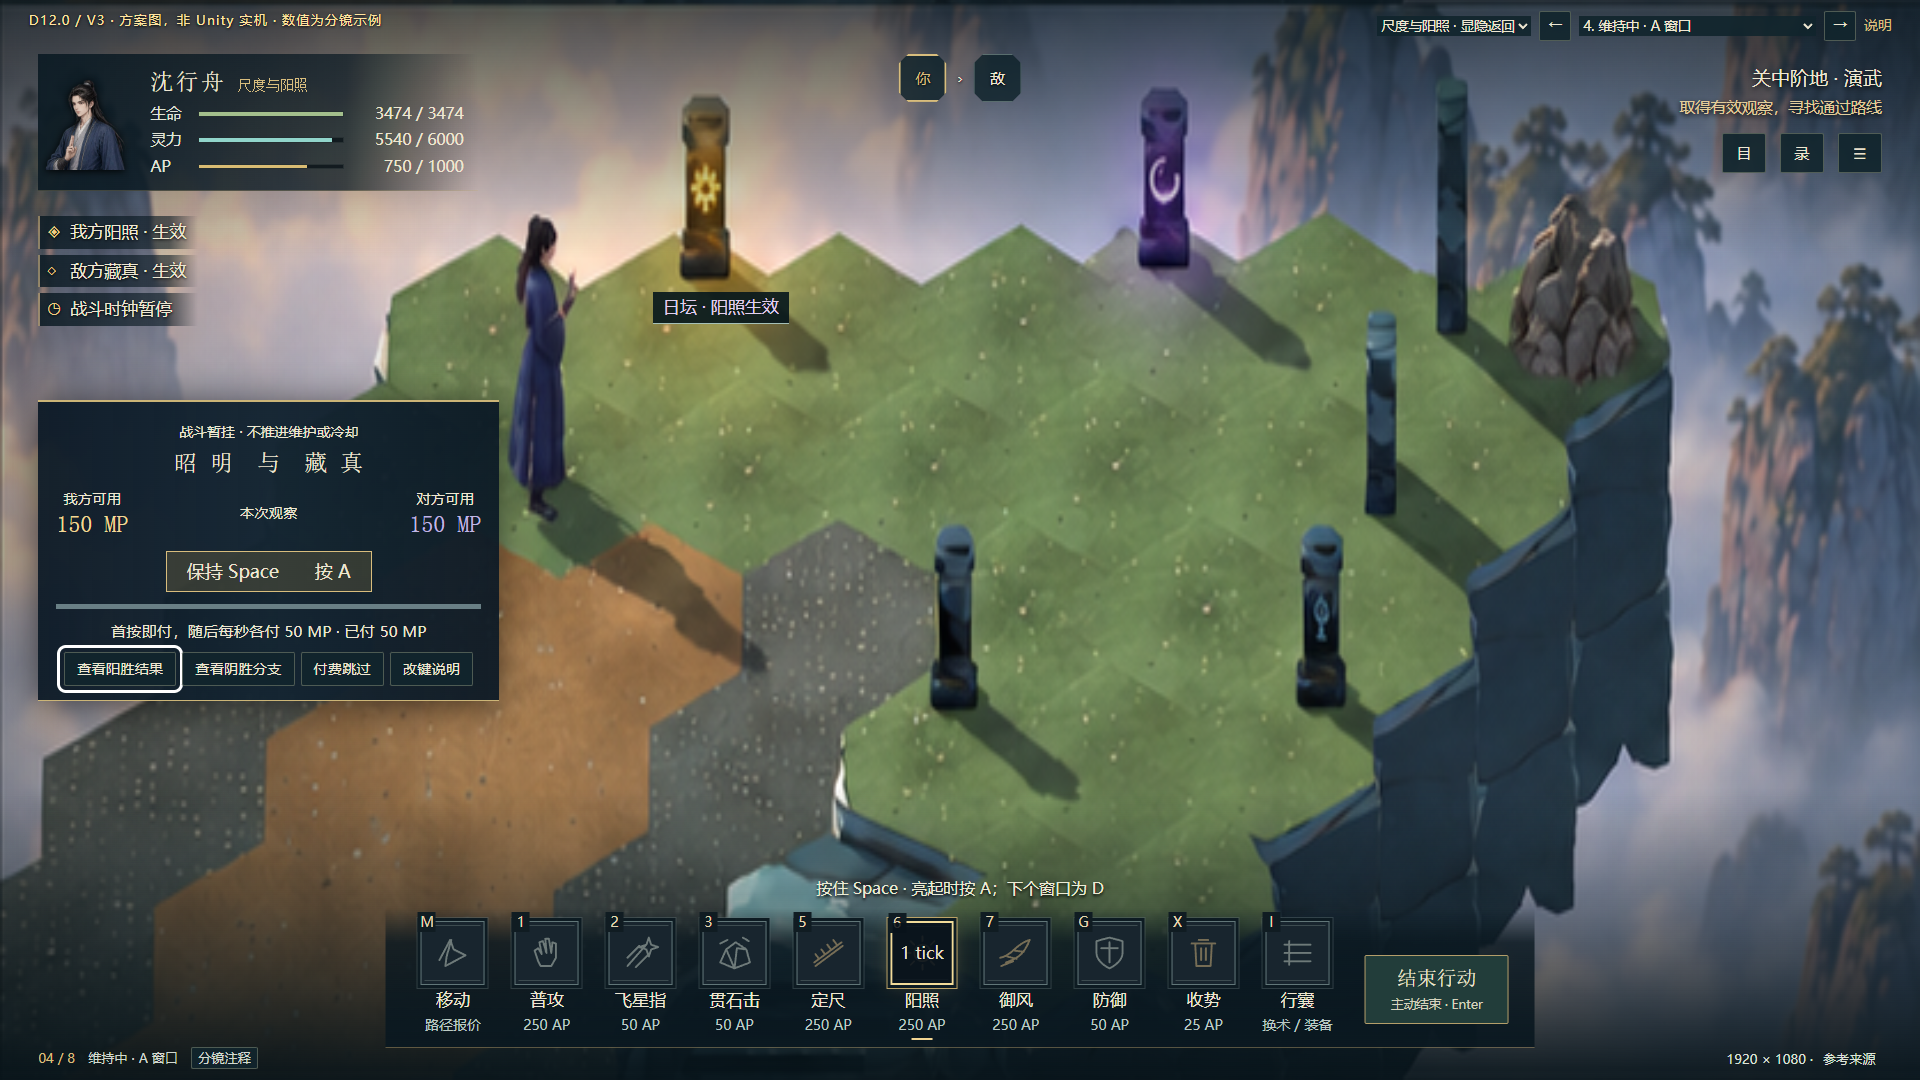 D12.0 / V3 · 方案图，非 Unity 实机 · 数值为分镜示例
尺度与阳照 · 显隐返回
←
4. 维持中 · A 窗口
→
说明
沈行舟 尺度与阳照
生命 3474 / 3474
灵力 5540 / 6000
AP 750 / 1000
你 › 敌
关中阶地 · 演武
取得有效观察，寻找通过路线
目 录 ☰
我方阳照 · 生效
敌方藏真 · 生效
战斗时钟暂停
日坛 · 阳照生效
战斗暂挂 · 不推进维护或冷却
昭明 与 藏真
我方可用
150 MP
本次观察
对方可用
150 MP
保持 Space 按 A
首按即付，随后每秒各付 50 MP · 已付 50 MP
查看阳胜结果 查看阴胜分支 付费跳过 改键说明
按住 Space · 亮起时按 A；下个窗口为 D
M 1 2 3 5 6 7 G X I
1 tick
移动 普攻 飞星指 贯石击 定尺 阳照 御风 防御 收势 行囊
路径报价 250 AP 50 AP 50 AP 250 AP 250 AP 250 AP 50 AP 25 AP 换术 / 装备
结束行动
主动结束 · Enter
04 / 8 维持中 · A 窗口 分镜注释
1920 × 1080 · 参考来源